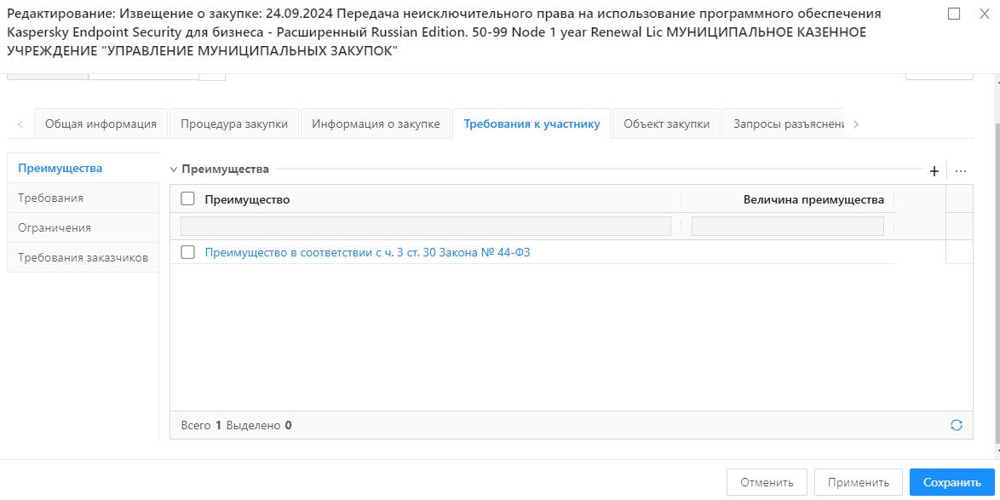 Редактирование: Извещение о закупке: 24.09.2024 Передача неисключительного права на использование программного обеспечения
Kaspersky Endpoint Security для бизнеса - Расширенный Russian Edition. 50-99 Node 1 year Renewal Lic МУНИЦИПАЛЬНОЕ КАЗЕННОЕ
УЧРЕЖДЕНИЕ "УПРАВЛЕНИЕ МУНИЦИПАЛЬНЫХ ЗАКУПОК"
Общая информация Процедура закупки Информация о закупке Требования к участнику Объект закупки Запросы разъяснени
Преимущества
Требования
Ограничения
Требования заказчиков
Преимущества
Преимущество Величина преимущества
Преимущество в соответствии с ч. 3 ст. 30 Закона № 44-ФЗ
Всего 1 Выделено 0
Отменить Применить Сохранить